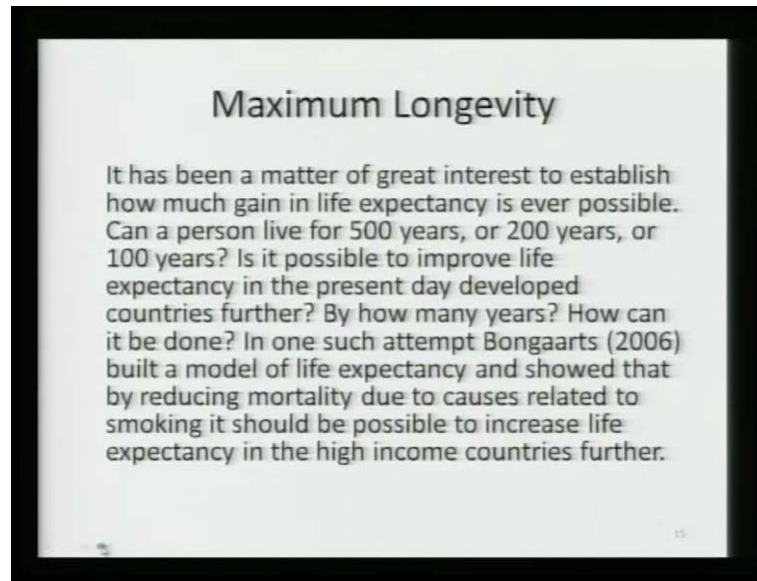 Maximum Longevity
It has been a matter of great interest to establish
how much gain in life expectancy is ever possible.
Can a person live for 500 years, or 200 years, or
100 years? Is it possible to improve life
expectancy in the present day developed
countries further? By how many years? How can
it be done? In one such attempt Bongaarts (2006)
built a model of life expectancy and showed that
by reducing mortality due to causes related to
smoking it should be possible to increase life
expectancy in the high income countries further.
15